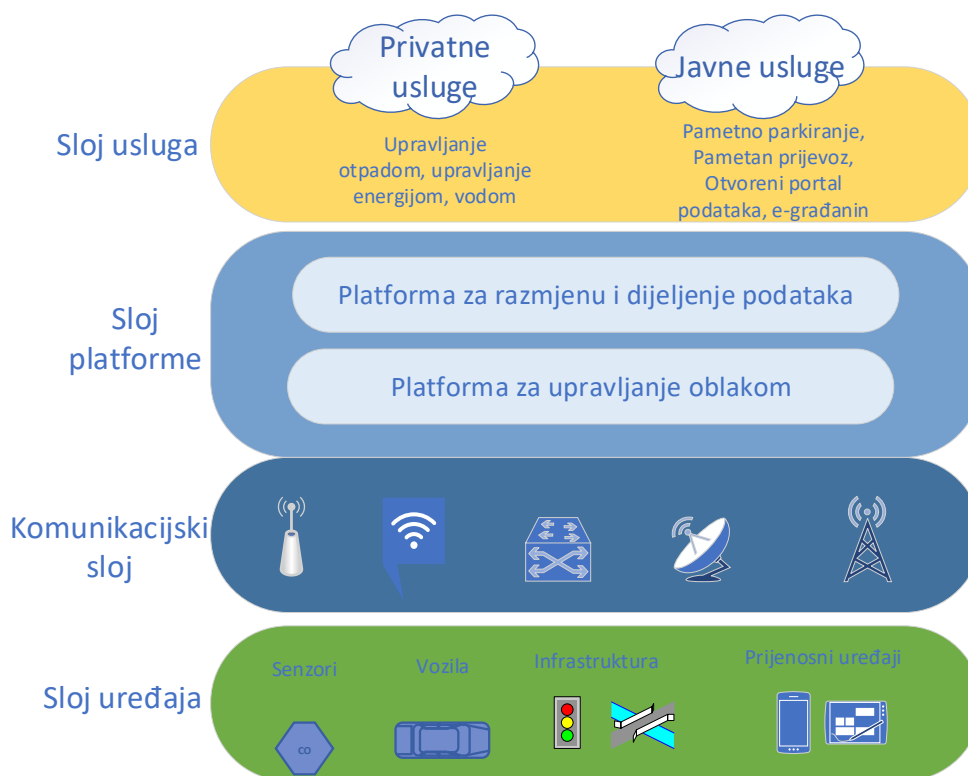 Privatne
usluge
Javne usluge
Sloj usluga
Upravljanje
otpadom, upravljanje
energijom, vodom
Pametno parkiranje,
Pametan prijevoz,
Otvoreni portal
podataka, e-građanin
Sloj
platforme
Platforma za razmjenu i dijeljenje podataka
Platforma za upravljanje oblakom
Komunikacijski
sloj
Sloj uređaja
Senzori
Vozila
Infrastruktura
Prijenosni uređaji
CO